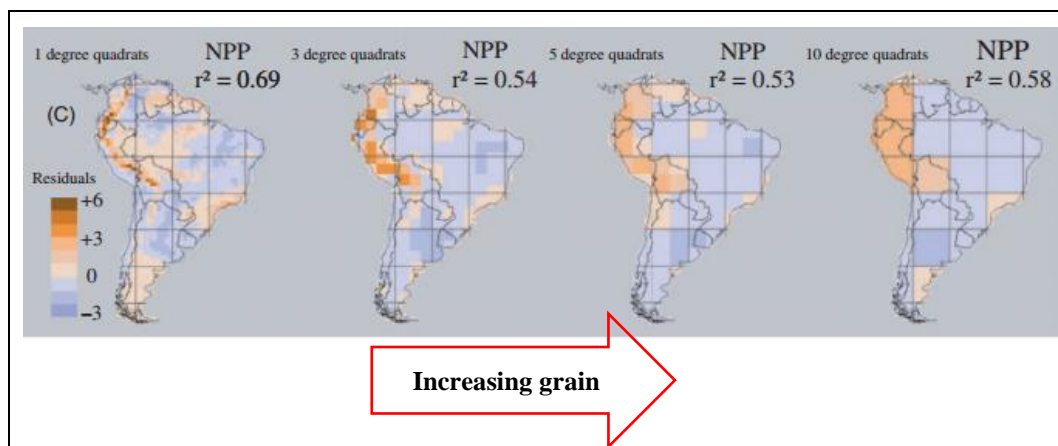 1 degree quadrats NPP
r² = 0.69
3 degree quadrats NPP
r² = 0.54
5 degree quadrats NPP
r² = 0.53
10 degree quadrats NPP
r² = 0.58
(C)
Residuals
+6
+3
0
−3
Increasing grain